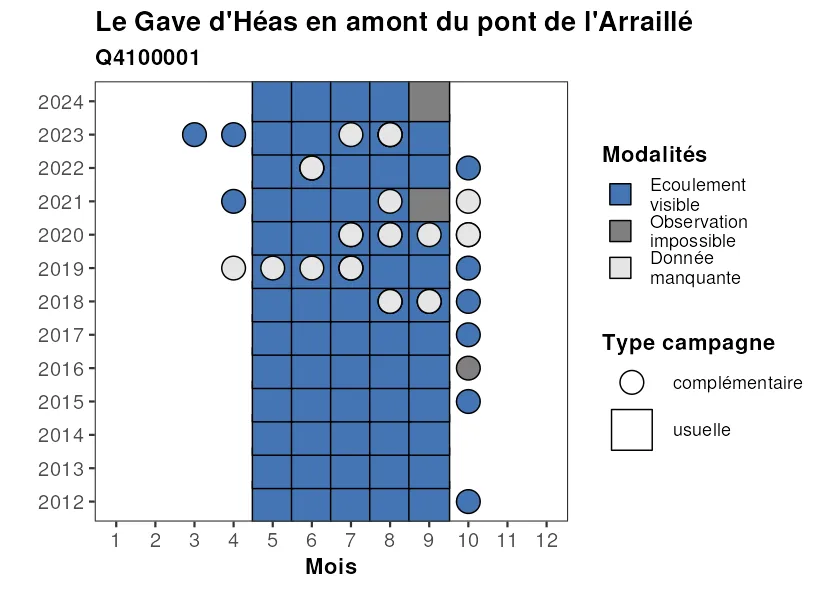 Le Gave d'Héas en amont du pont de l'Arraillé
Q4100001
2024
2023
2022
2021
2020
2019
2018
2017
2016
2015
2014
2013
2012
1 2 3 4 5 6 7 8 9 10 11 12
Mois
Modalités
Ecoulement
visible
Observation
impossible
Donnée
manquante
Type campagne
complémentaire
usuelle